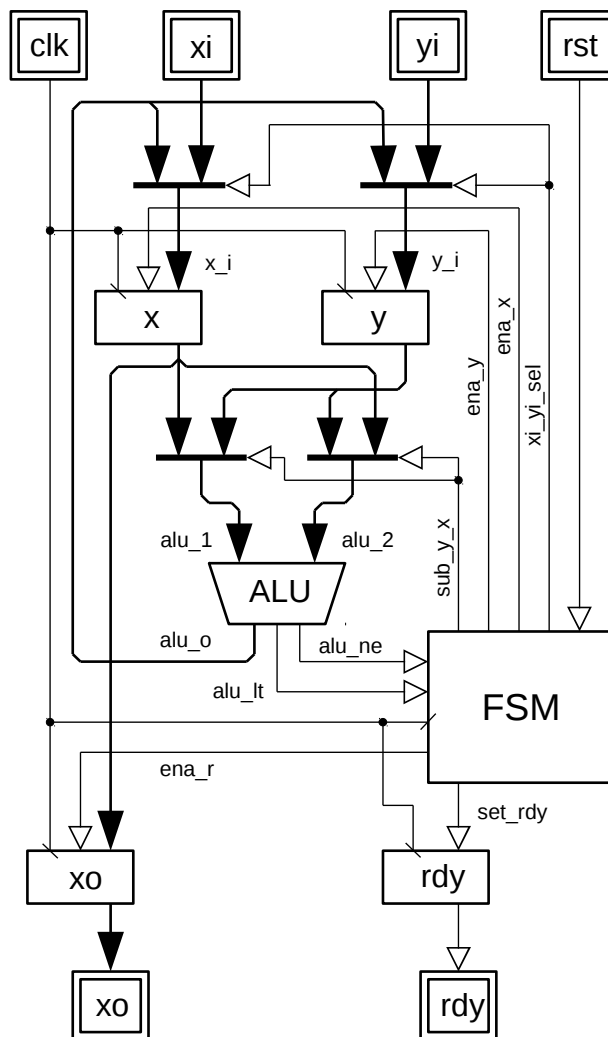 clk
xi
yi
rst
x_i
y_i
x
y
ena_y
ena_x
xi_yi_sel
alu_1
alu_2
sub_y_x
ALU
alu_o
alu_ne
alu_lt
FSM
ena_r
set_rdy
xo
rdy
xo
rdy